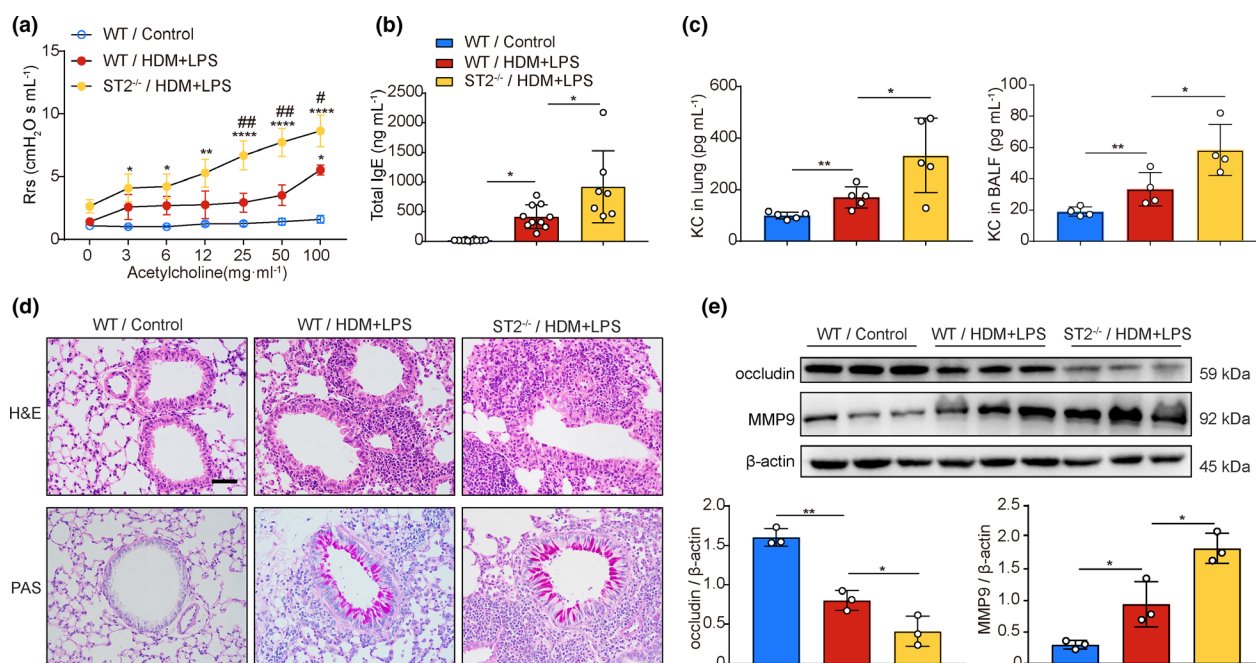 (a)
WT / Control
WT / HDM+LPS
ST2-/- / HDM+LPS
15
10
5
0
Rrs (cmH2O s mL-1)
* * ** ## **** ## **** # **** *
0 3 6 12 25 50 100
Acetylcholine(mg·ml-1)
(b)
WT / Control
WT / HDM+LPS
ST2-/- / HDM+LPS
Total IgE (ng mL-1)
2500
2000
1500
1000
500
0
* *
(c)
KC in lung (pg mL-1)
600
400
200
0
** *
KC in BALF (pg mL-1)
100
80
60
40
20
0
** *
(d)
WT / Control WT / HDM+LPS ST2-/- / HDM+LPS
H&E
PAS
(e)
WT / Control WT / HDM+LPS ST2-/- / HDM+LPS
occludin 59 kDa
MMP9 92 kDa
β-actin 45 kDa
occludin / β-actin
2.0
1.5
1.0
0.5
** *
MMP9 / β-actin
2.5
2.0
1.5
1.0
0.5
* *